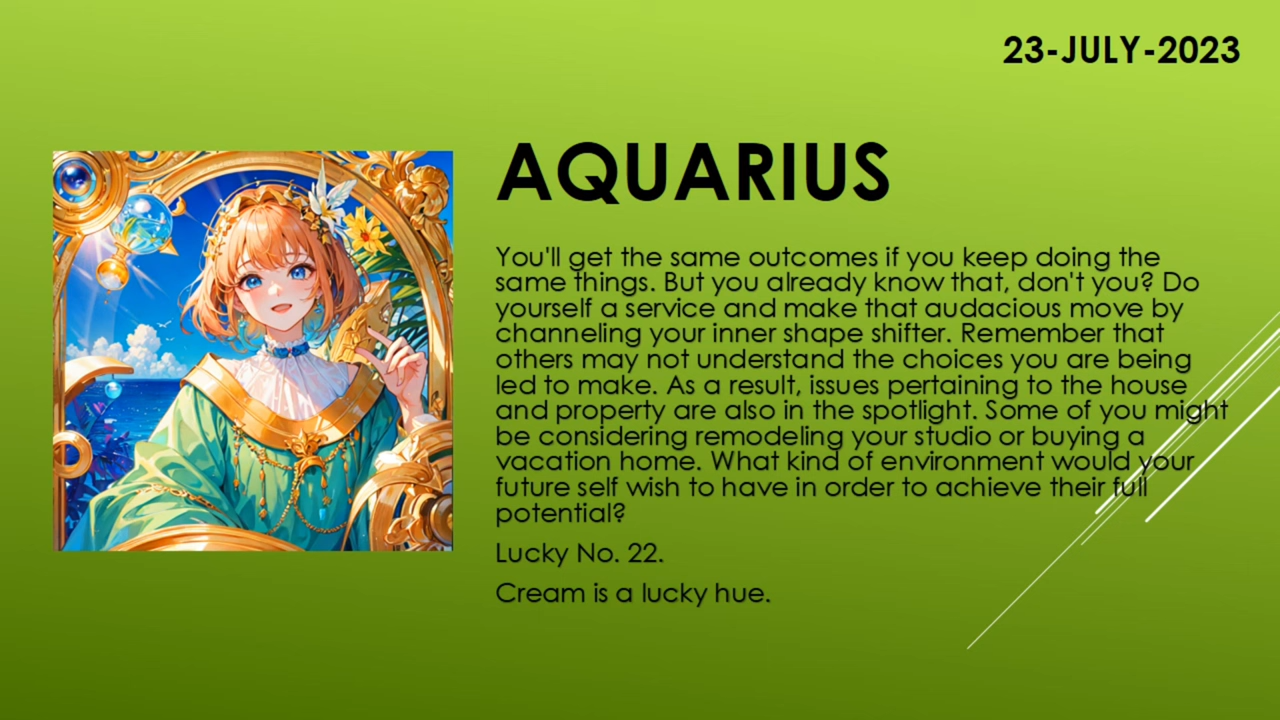 23-JULY-2023
AQUARIUS
You'll get the same outcomes if you keep doing the
same things. But you already know that, don't you? Do
yourself a service and make that audacious move by
channeling your inner shape shifter. Remember that
others may not understand the choices you are being
led to make. As a result, issues pertaining to the house
and property are also in the spotlight. Some of you might
be considering remodeling your studio or buying a
vacation home. What kind of environment would your
future self wish to have in order to achieve their full
potential?
Lucky No. 22.
Cream is a lucky hue.